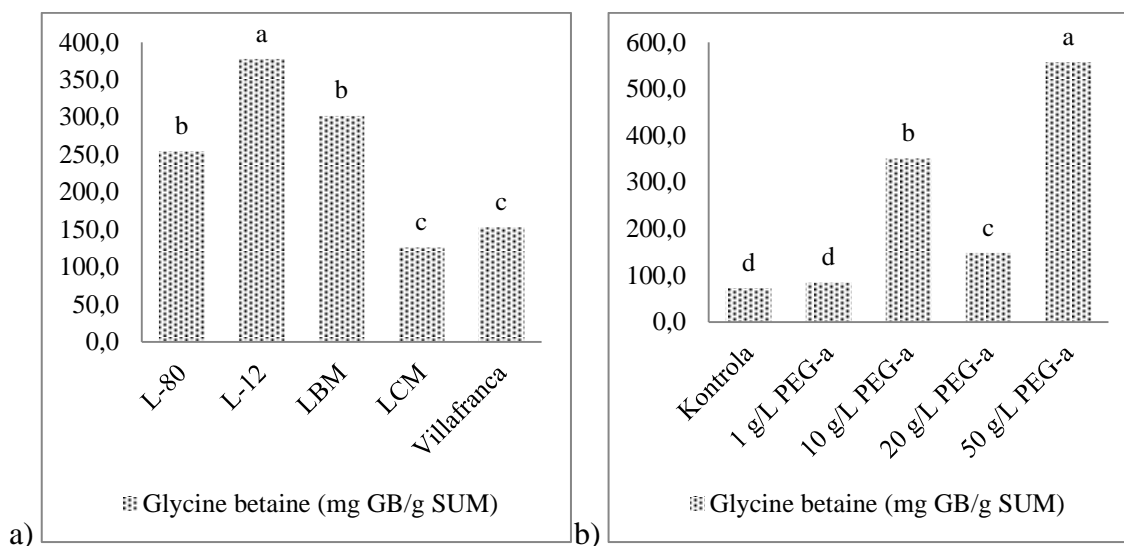 400,0
350,0
300,0
250,0
200,0
150,0
100,0
50,0
0,0
b
a
b
c
c
L-80
L-12
LBM
LCM
Villafranca
Glycine betaine (mg GB/g SUM)
a)
600,0
500,0
400,0
300,0
200,0
100,0
0,0
d
d
b
c
a
Kontrola
1 g/L PEG-a
10 g/L PEG-a
20 g/L PEG-a
50 g/L PEG-a
Glycine betaine (mg GB/g SUM)
b)